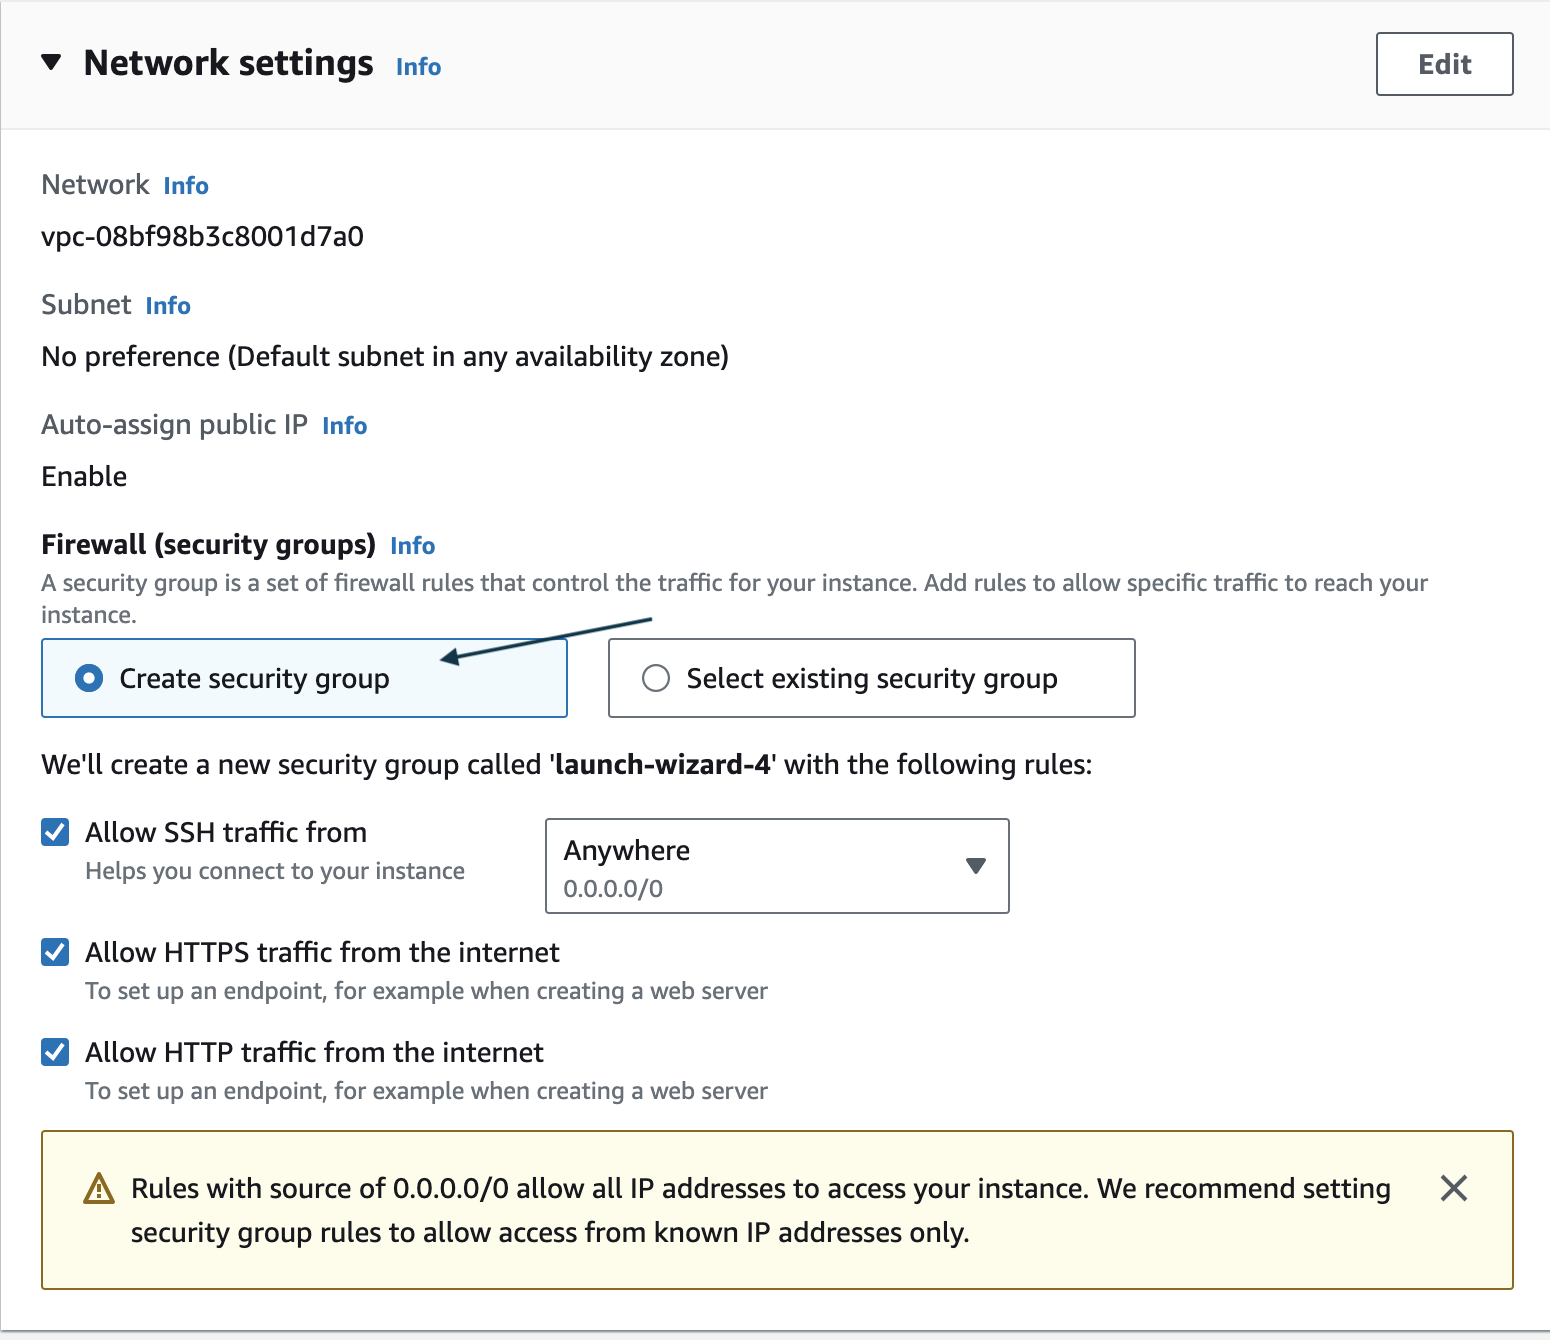 Network settings Info
Edit
Network Info
vpc-08bf98b3c8001d7a0
Subnet Info
No preference (Default subnet in any availability zone)
Auto-assign public IP Info
Enable
Firewall (security groups) Info
A security group is a set of firewall rules that control the traffic for your instance. Add rules to allow specific traffic to reach your
instance.
Create security group
Select existing security group
We'll create a new security group called 'launch-wizard-4' with the following rules:
Allow SSH traffic from
Helps you connect to your instance
Anywhere
0.0.0.0/0
Allow HTTPS traffic from the internet
To set up an endpoint, for example when creating a web server
Allow HTTP traffic from the internet
To set up an endpoint, for example when creating a web server
Rules with source of 0.0.0.0/0 allow all IP addresses to access your instance. We recommend setting
security group rules to allow access from known IP addresses only.